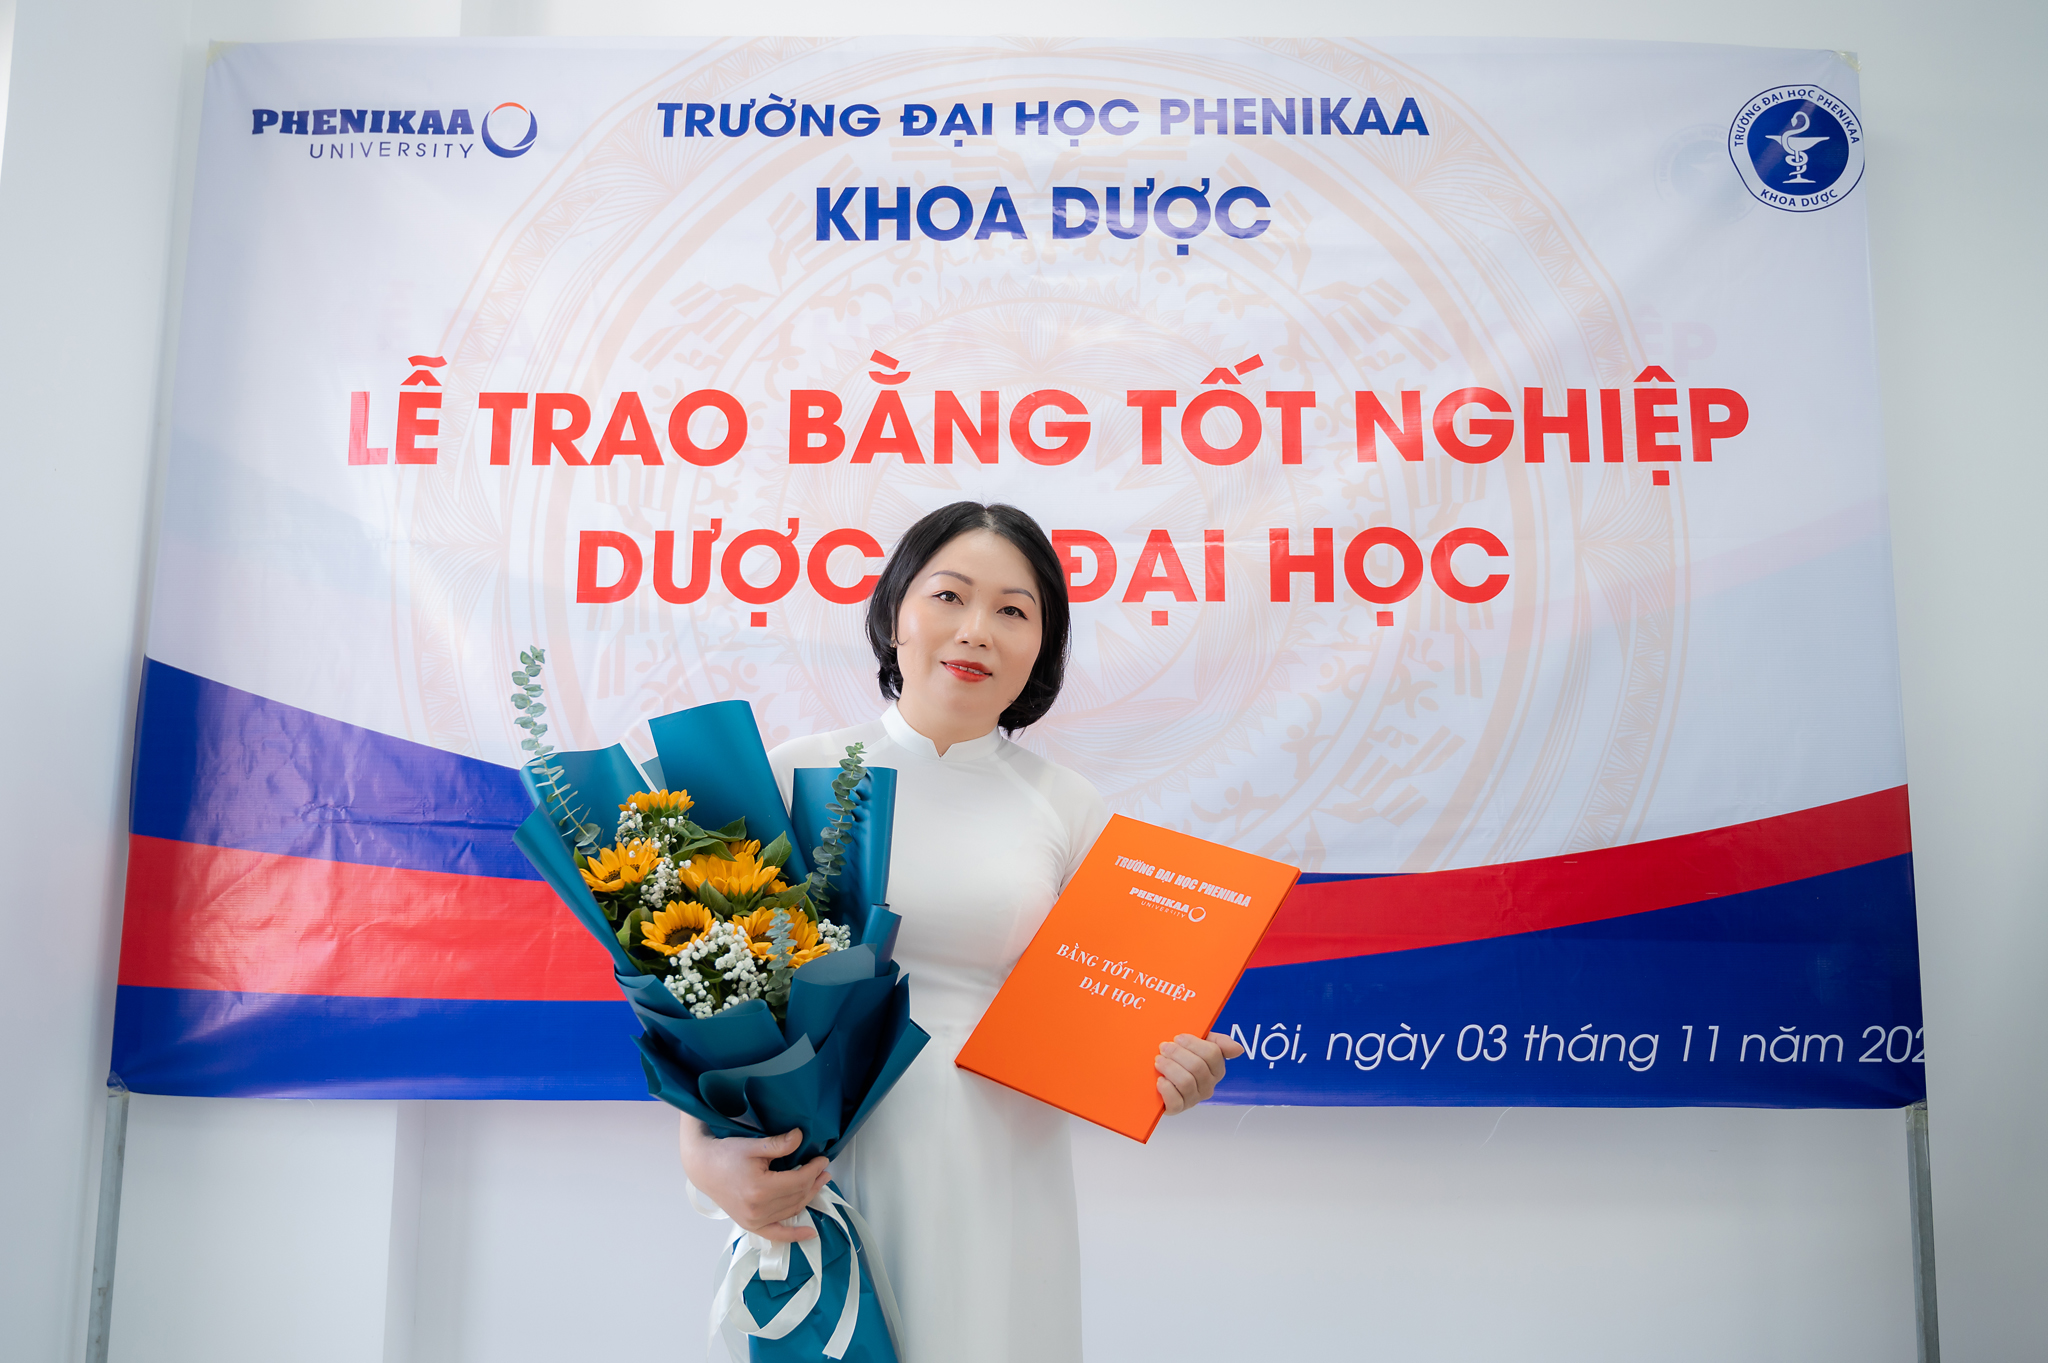 PHENIKAA
UNIVERSITY
TRƯỜNG ĐẠI HỌC PHENIKAA
KHOA DƯỢC
TRƯỜNG ĐẠI HỌC PHENIKAA
KHOA DƯỢC
LỄ TRAO BẰNG TỐT NGHIỆP
DƯỢC ĐẠI HỌC
TRƯỜNG ĐẠI HỌC PHENIKAA
PHENIKAA
UNIVERSITY
BẰNG TỐT NGHIỆP
ĐẠI HỌC
Nội, ngày 03 tháng 11 năm 202